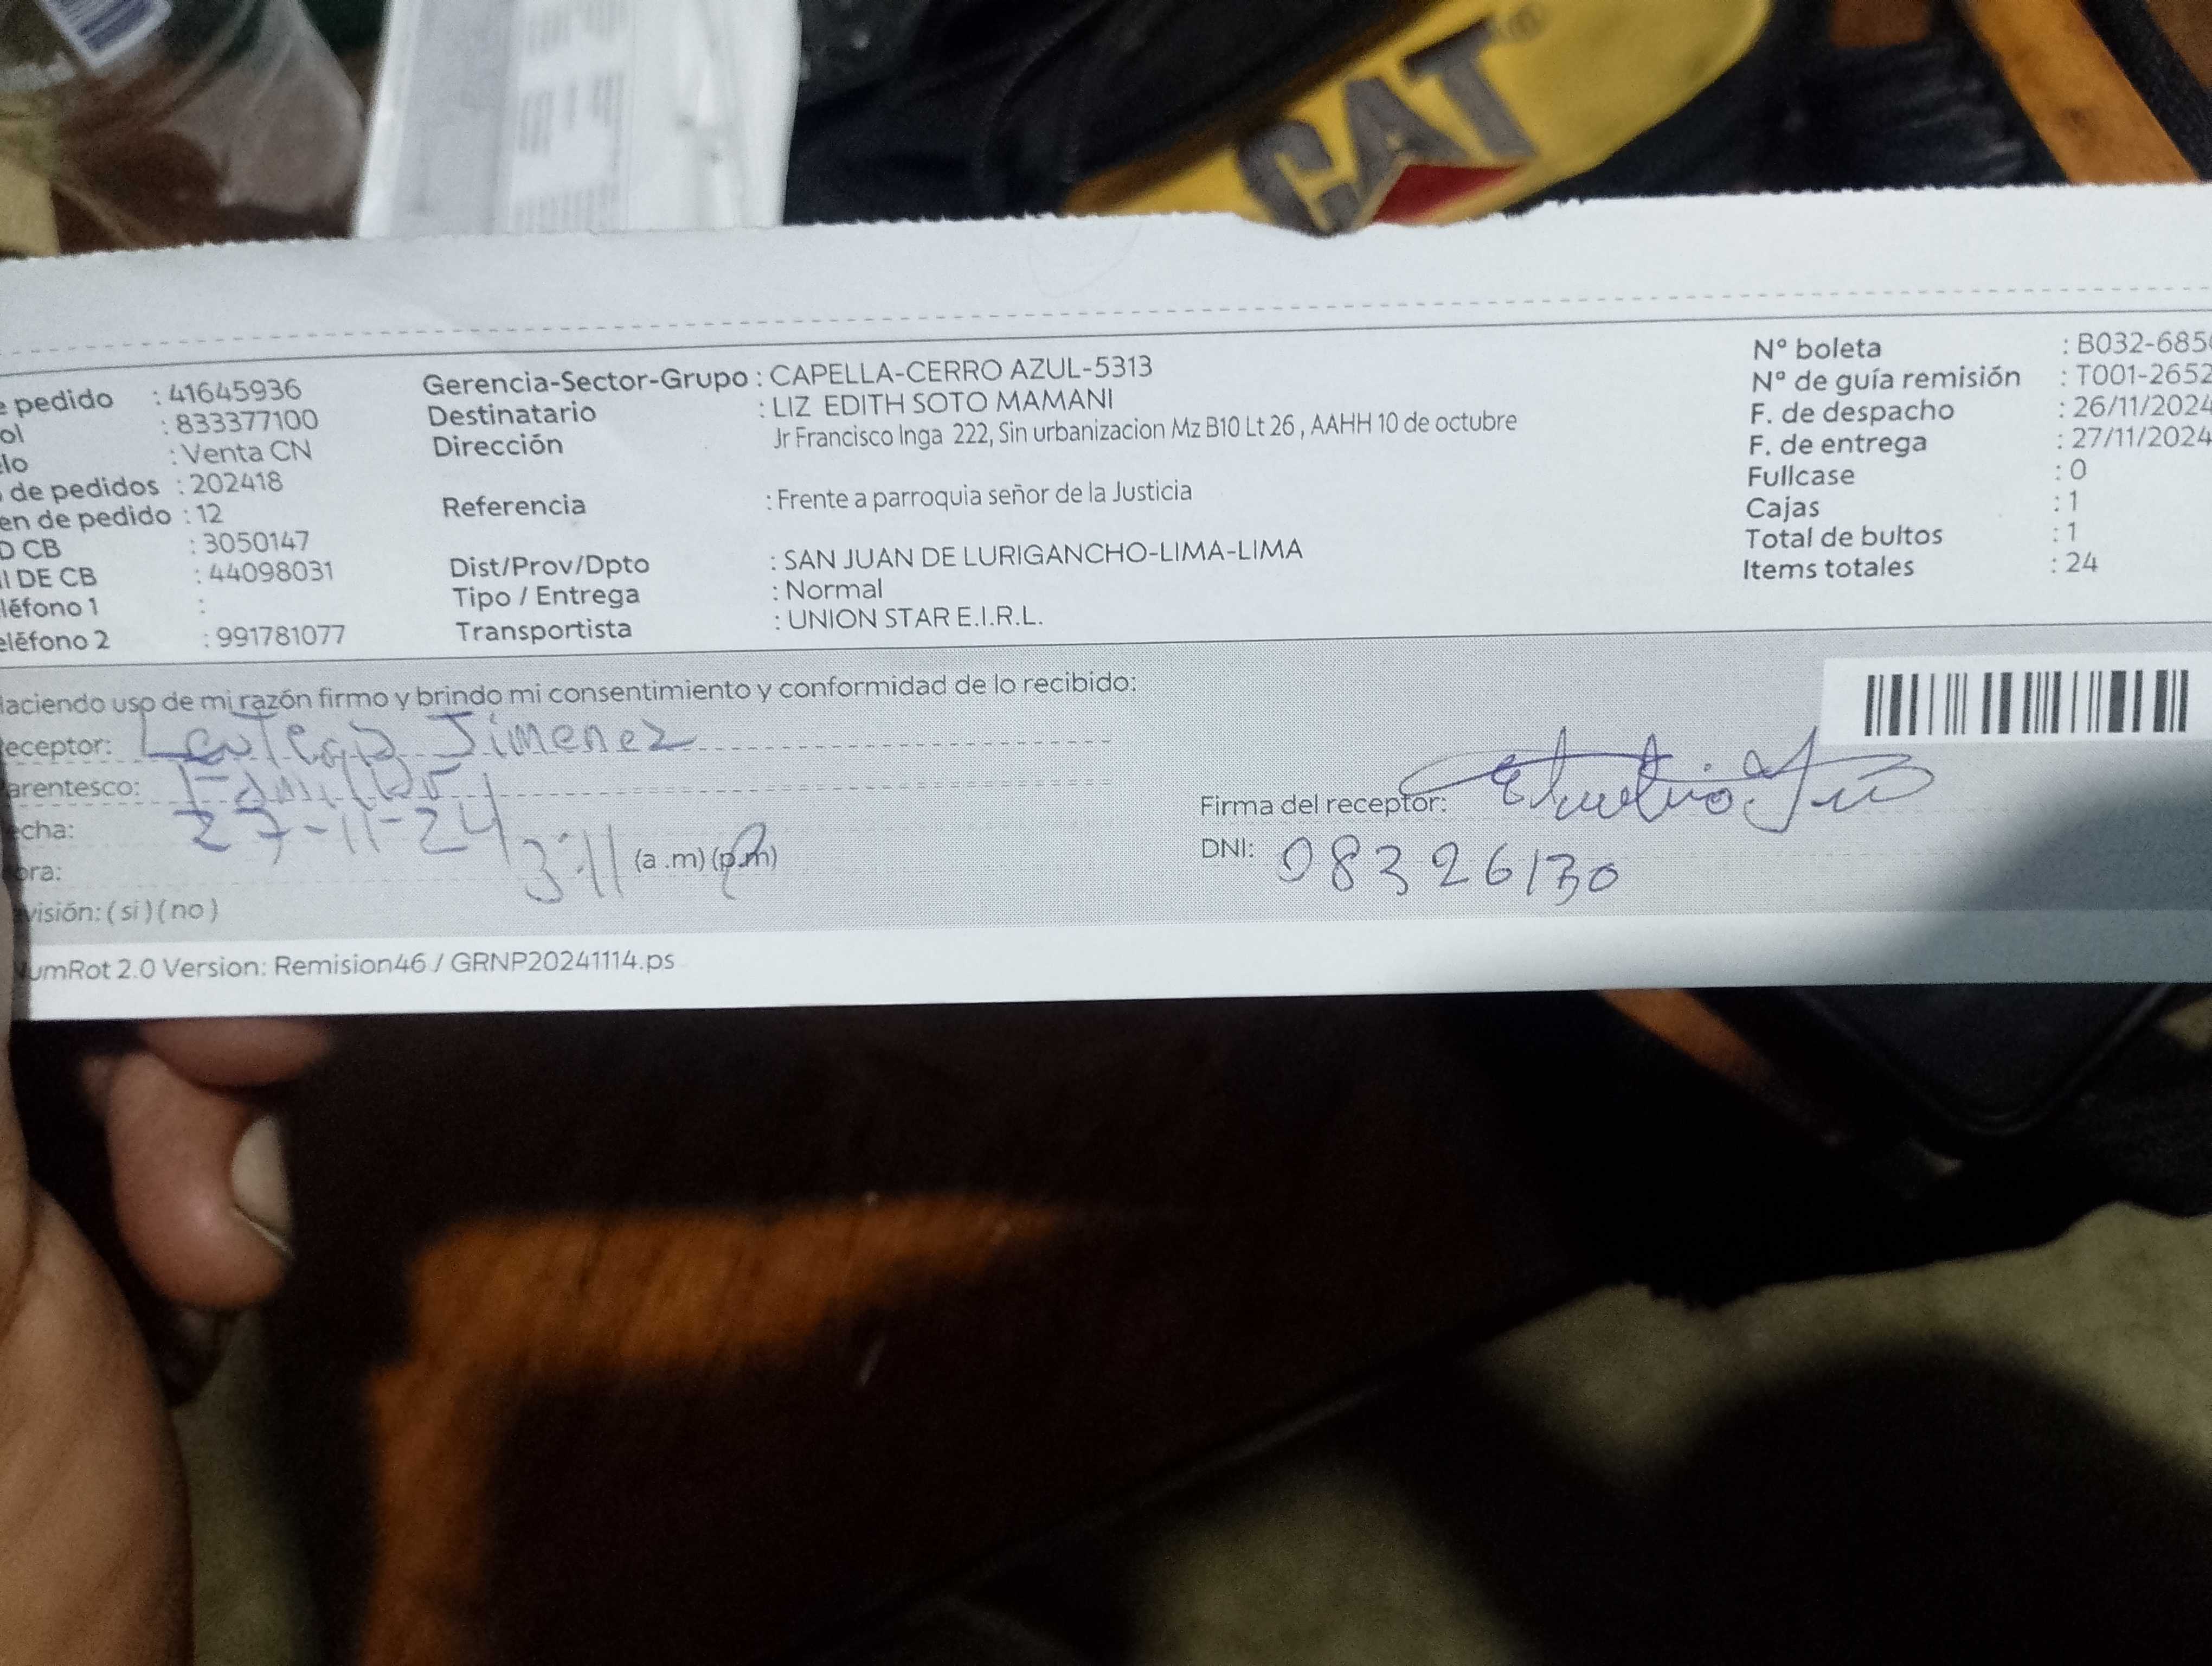 CAT
e pedido : 41645936
ol : 833377100
lo : Venta CN
de pedidos : 202418
en de pedido : 12
D CB : 3050147
I DE CB : 44098031
léfono 1 :
eléfono 2 : 991781077
Gerencia-Sector-Grupo : CAPELLA-CERRO AZUL-5313
Destinatario : LIZ EDITH SOTO MAMANI
Dirección Jr Francisco Inga 222, Sin urbanizacion Mz B10 Lt 26 , AAHH 10 de octubre
Referencia : Frente a parroquia señor de la Justicia
Dist/Prov/Dpto : SAN JUAN DE LURIGANCHO-LIMA-LIMA
Tipo / Entrega : Normal
Transportista : UNION STAR E.I.R.L.
N° boleta : B032-685
N° de guía remisión : T001-2652
F. de despacho : 26/11/2024
F. de entrega : 27/11/2024
Fullcase : 0
Cajas : 1
Total de bultos : 1
Items totales : 24
Haciendo uso de mi razón firmo y brindo mi consentimiento y conformidad de lo recibido:
eceptor: Jimenez
arentesco:
echa: 27-11-24
ora: 3:11 (a .m) (p.m)
visión: ( si ) ( no )
Firma del receptor:
DNI: 08326130
umRot 2.0 Version: Remision46 / GRNP20241114.ps